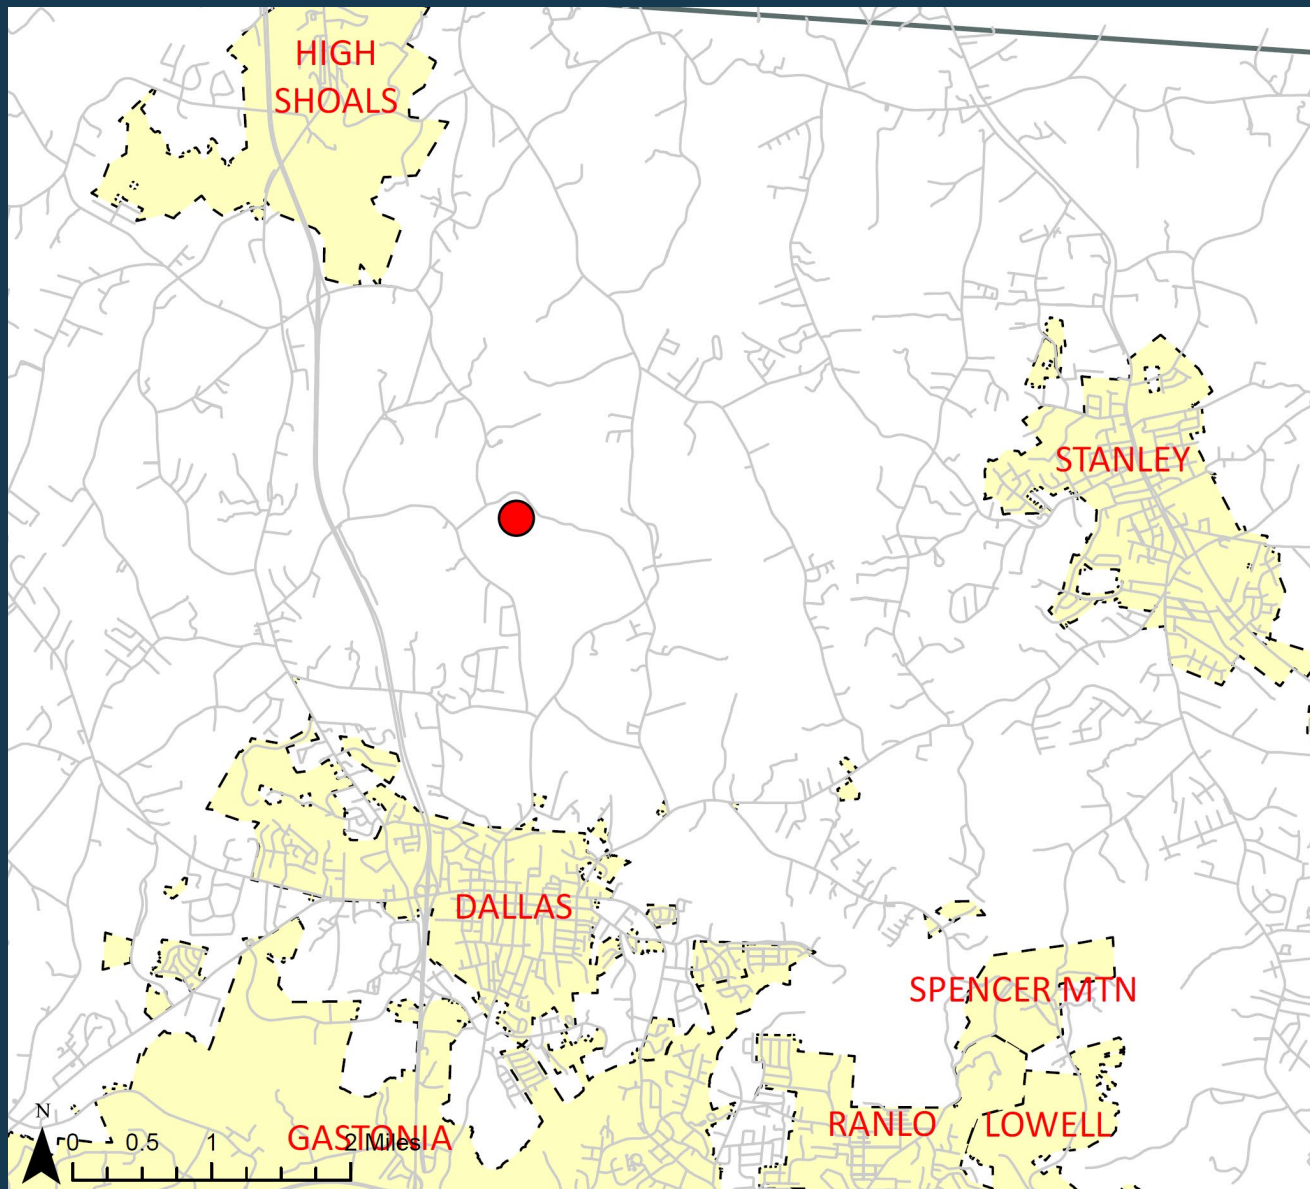 HIGH
SHOALS
STANLEY
DALLAS
SPENCER MTN
N
RANLO
LOWELL
GASTONIA
0 0.5 1 2 Miles